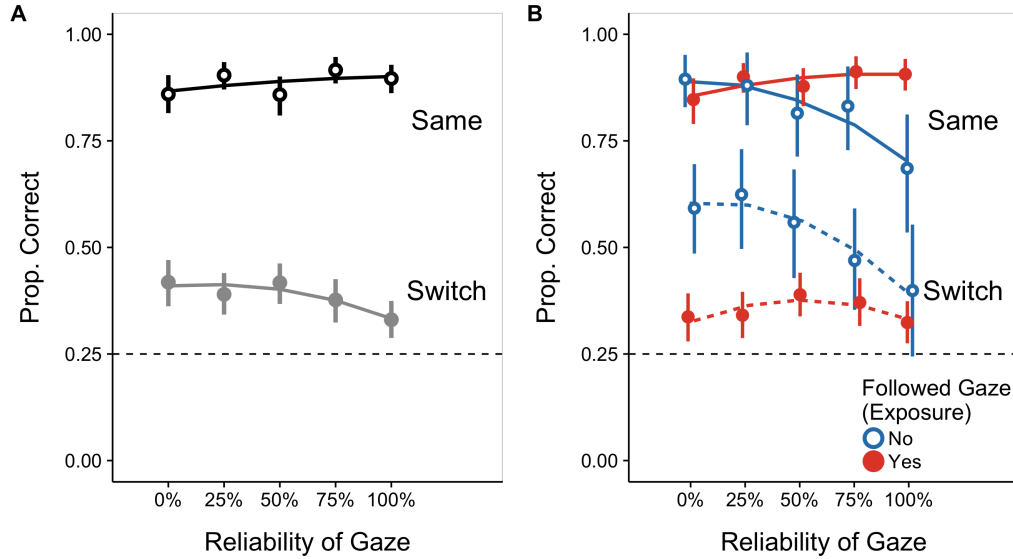 A
Prop. Correct
1.00
0.75
0.50
0.25
0.00
Same
Switch
0% 25% 50% 75% 100%
Reliability of Gaze
B
Prop. Correct
1.00
0.75
0.50
0.25
0.00
Same
Switch
Followed Gaze
(Exposure)
No
Yes
0% 25% 50% 75% 100%
Reliability of Gaze